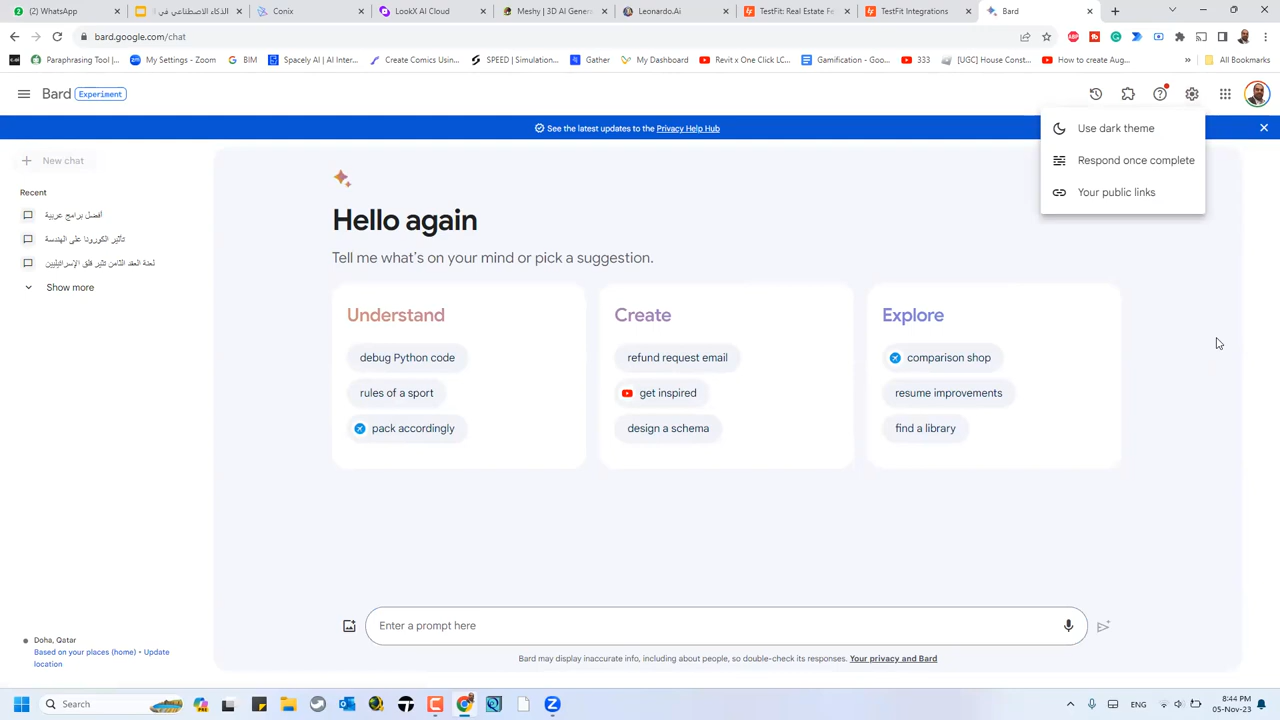 (2) WhatsApp
الذكاء الاصطناعي في ا
Conix
LookX AI Cloud
Meshy | 3D AI Genera
Leonardo.Ai
TestFit: Real Estate Fe
TestFit Integrations
Bard
bard.google.com/chat
Paraphrasing Tool |...
My Settings - Zoom
BIM
Spacely AI | AI Inter...
Create Comics Using...
SPEED | Simulation...
Gather
My Dashboard
Revit x One Click LC...
Gamification - Goo...
333
[UGC] House Const...
How to create Aug...
»
All Bookmarks
Bard Experiment
See the latest updates to the Privacy Help Hub
Use dark theme
Respond once complete
Your public links
New chat
Recent
أفضل برامج عربية
تأثير الكورونا على الهندسة
لعنة العقد الثامن تثير قلق الإسرائيليين
Show more
Hello again
Tell me what's on your mind or pick a suggestion.
Understand
debug Python code
rules of a sport
pack accordingly
Create
refund request email
get inspired
design a schema
Explore
comparison shop
resume improvements
find a library
Enter a prompt here
Bard may display inaccurate info, including about people, so double-check its responses. Your privacy and Bard
Doha, Qatar
Based on your places (home) • Update
location
Search
ENG
8:44 PM
05-Nov-23